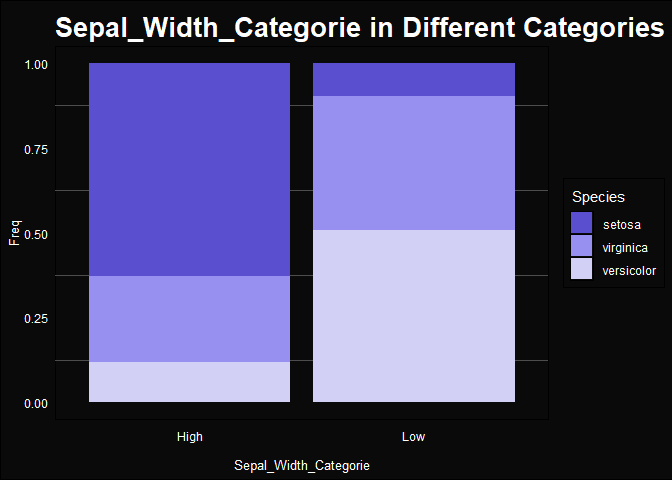 Sepal_Width_Categorie in Different Categories
1.00
0.75
0.50
0.25
0.00
Freq
High
Low
Sepal_Width_Categorie
Species
setosa
virginica
versicolor